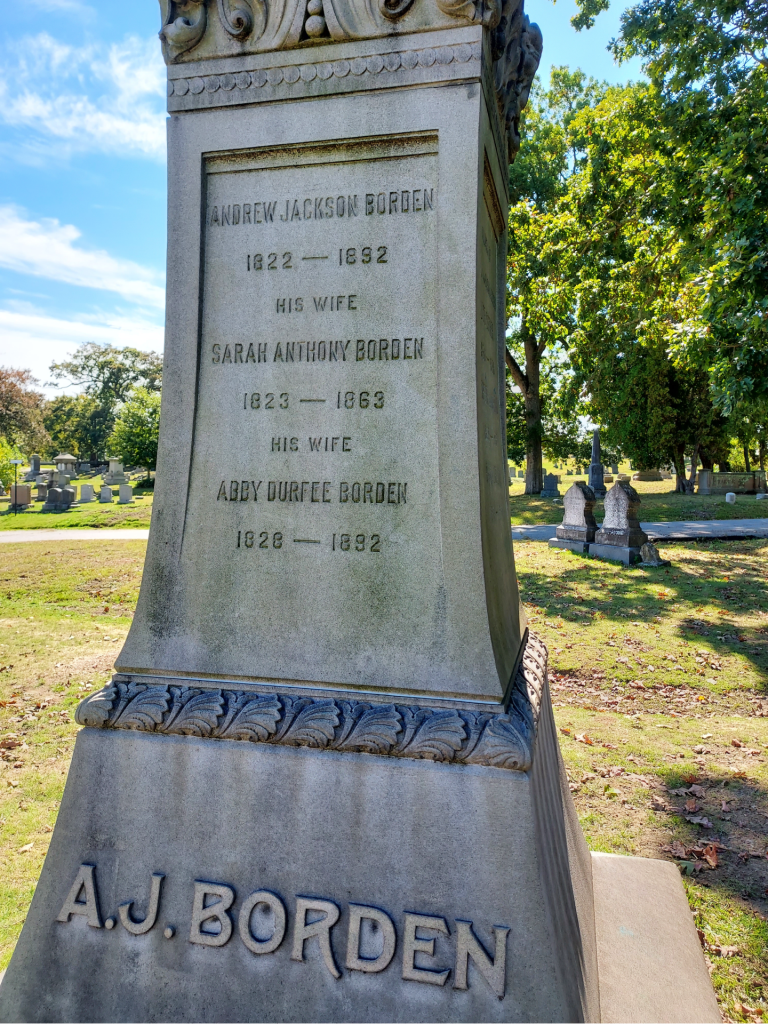 ANDREW JACKSON BORDEN
1822 — 1892
HIS WIFE
SARAH ANTHONY BORDEN
1823 — 1863
HIS WIFE
ABBY DURFEE BORDEN
1828 — 1892
A.J. BORDEN